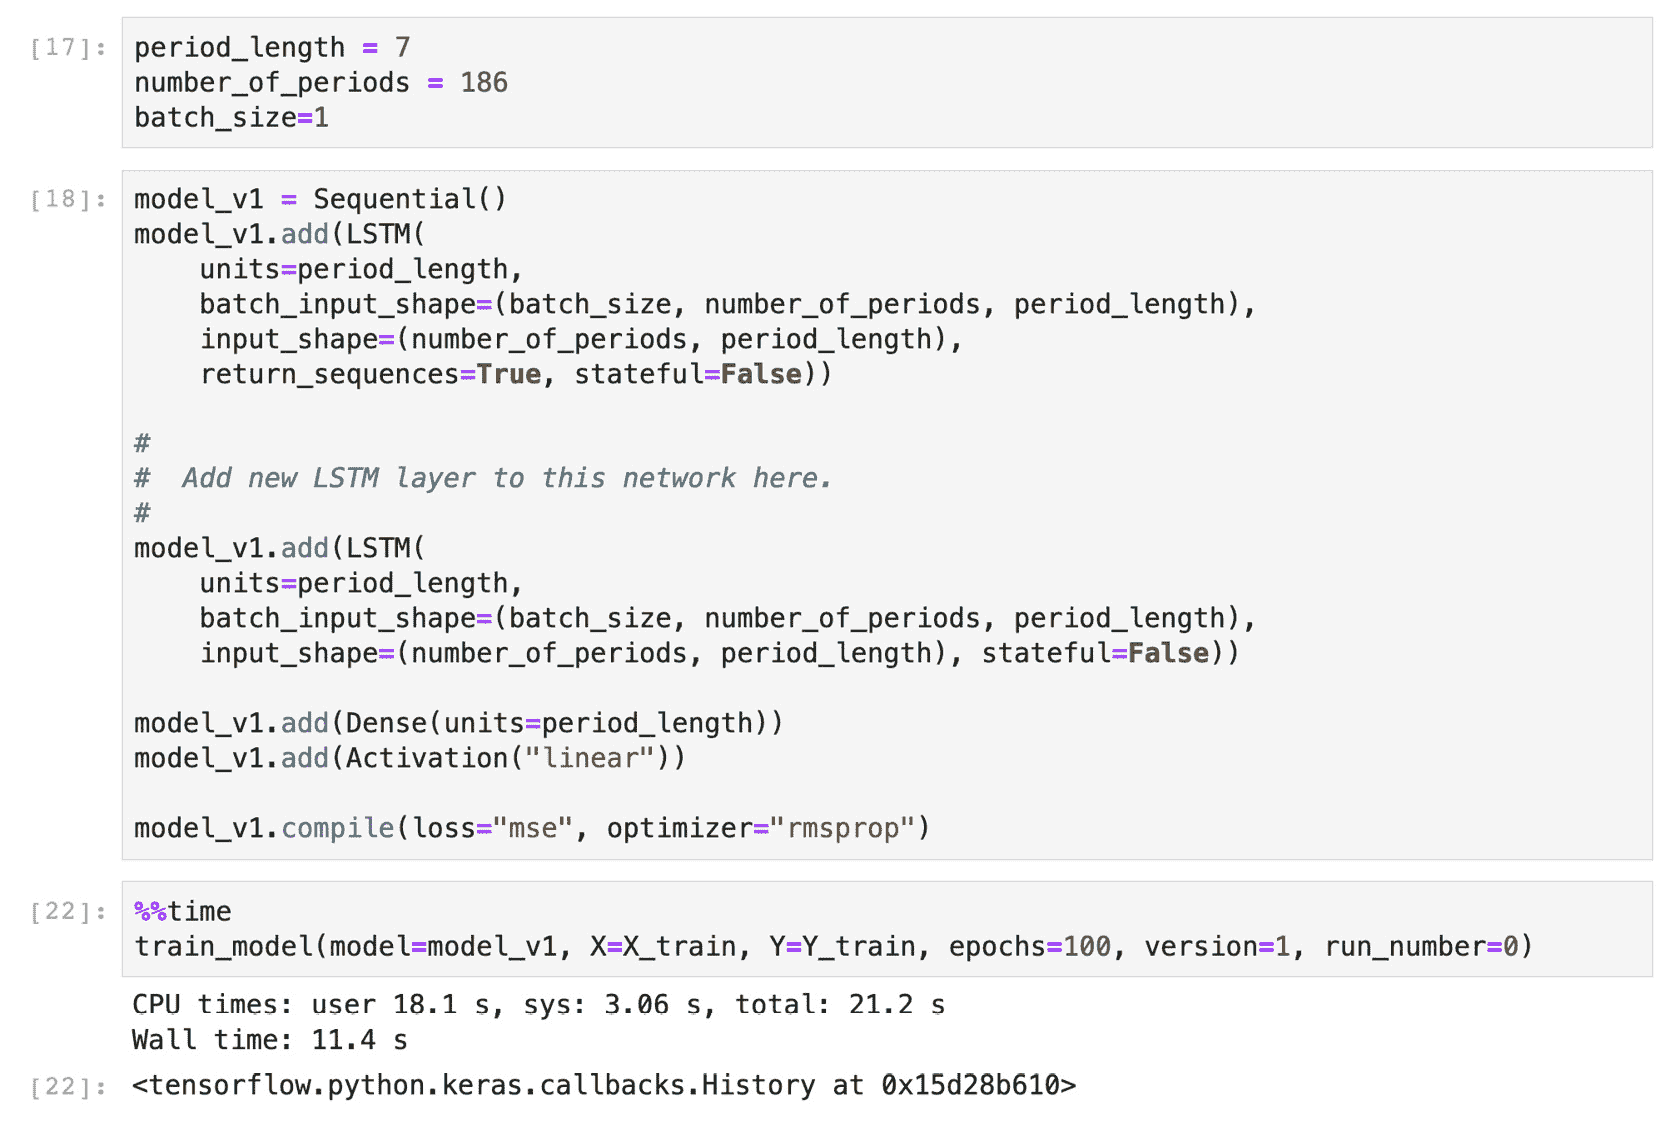 [17]: period_length = 7
number_of_periods = 186
batch_size=1
[18]: model_v1 = Sequential()
model_v1.add(LSTM(
    units=period_length,
    batch_input_shape=(batch_size, number_of_periods, period_length),
    input_shape=(number_of_periods, period_length),
    return_sequences=True, stateful=False))
#
#  Add new LSTM layer to this network here.
#
model_v1.add(LSTM(
    units=period_length,
    batch_input_shape=(batch_size, number_of_periods, period_length),
    input_shape=(number_of_periods, period_length), stateful=False))
model_v1.add(Dense(units=period_length))
model_v1.add(Activation("linear"))
model_v1.compile(loss="mse", optimizer="rmsprop")
[22]: %%time
train_model(model=model_v1, X=X_train, Y=Y_train, epochs=100, version=1, run_number=0)
CPU times: user 18.1 s, sys: 3.06 s, total: 21.2 s
Wall time: 11.4 s
[22]: <tensorflow.python.keras.callbacks.History at 0x15d28b610>